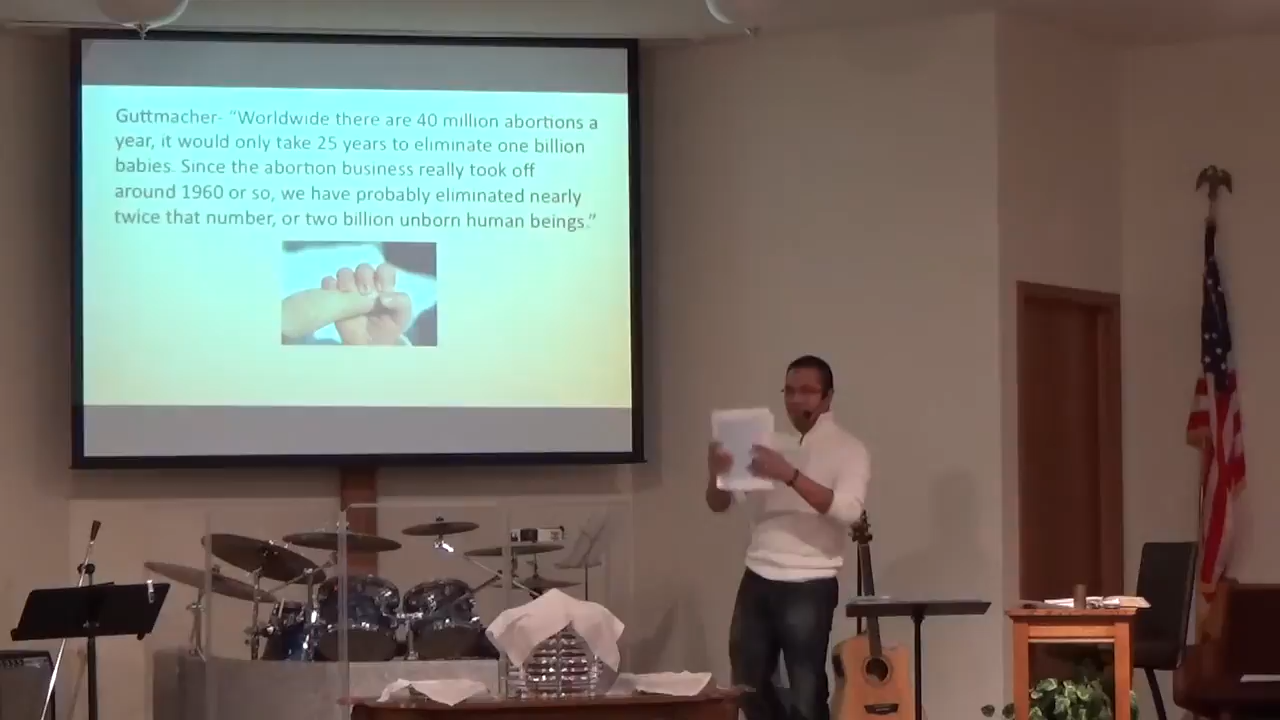 Guttmacher- “Worldwide there are 40 million abortions a
year, it would only take 25 years to eliminate one billion
babies. Since the abortion business really took off
around 1960 or so, we have probably eliminated nearly
twice that number, or two billion unborn human beings.”